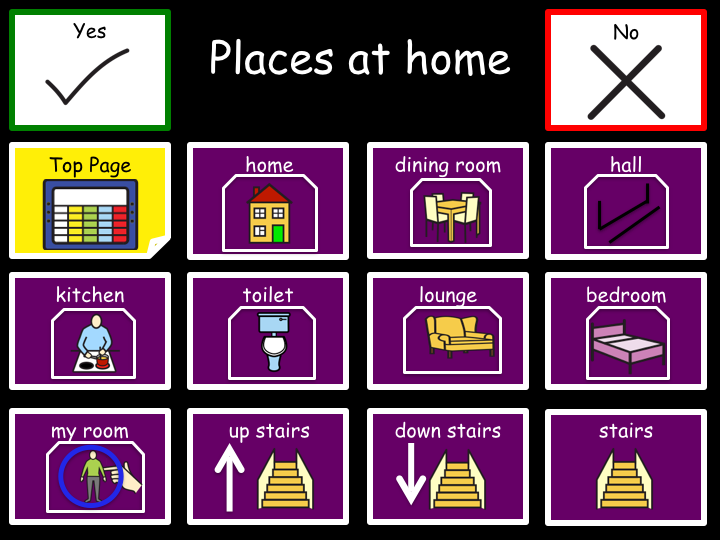 Yes
Places at home
No
Top Page
home
dining room
hall
kitchen
toilet
lounge
bedroom
my room
up stairs
down stairs
stairs